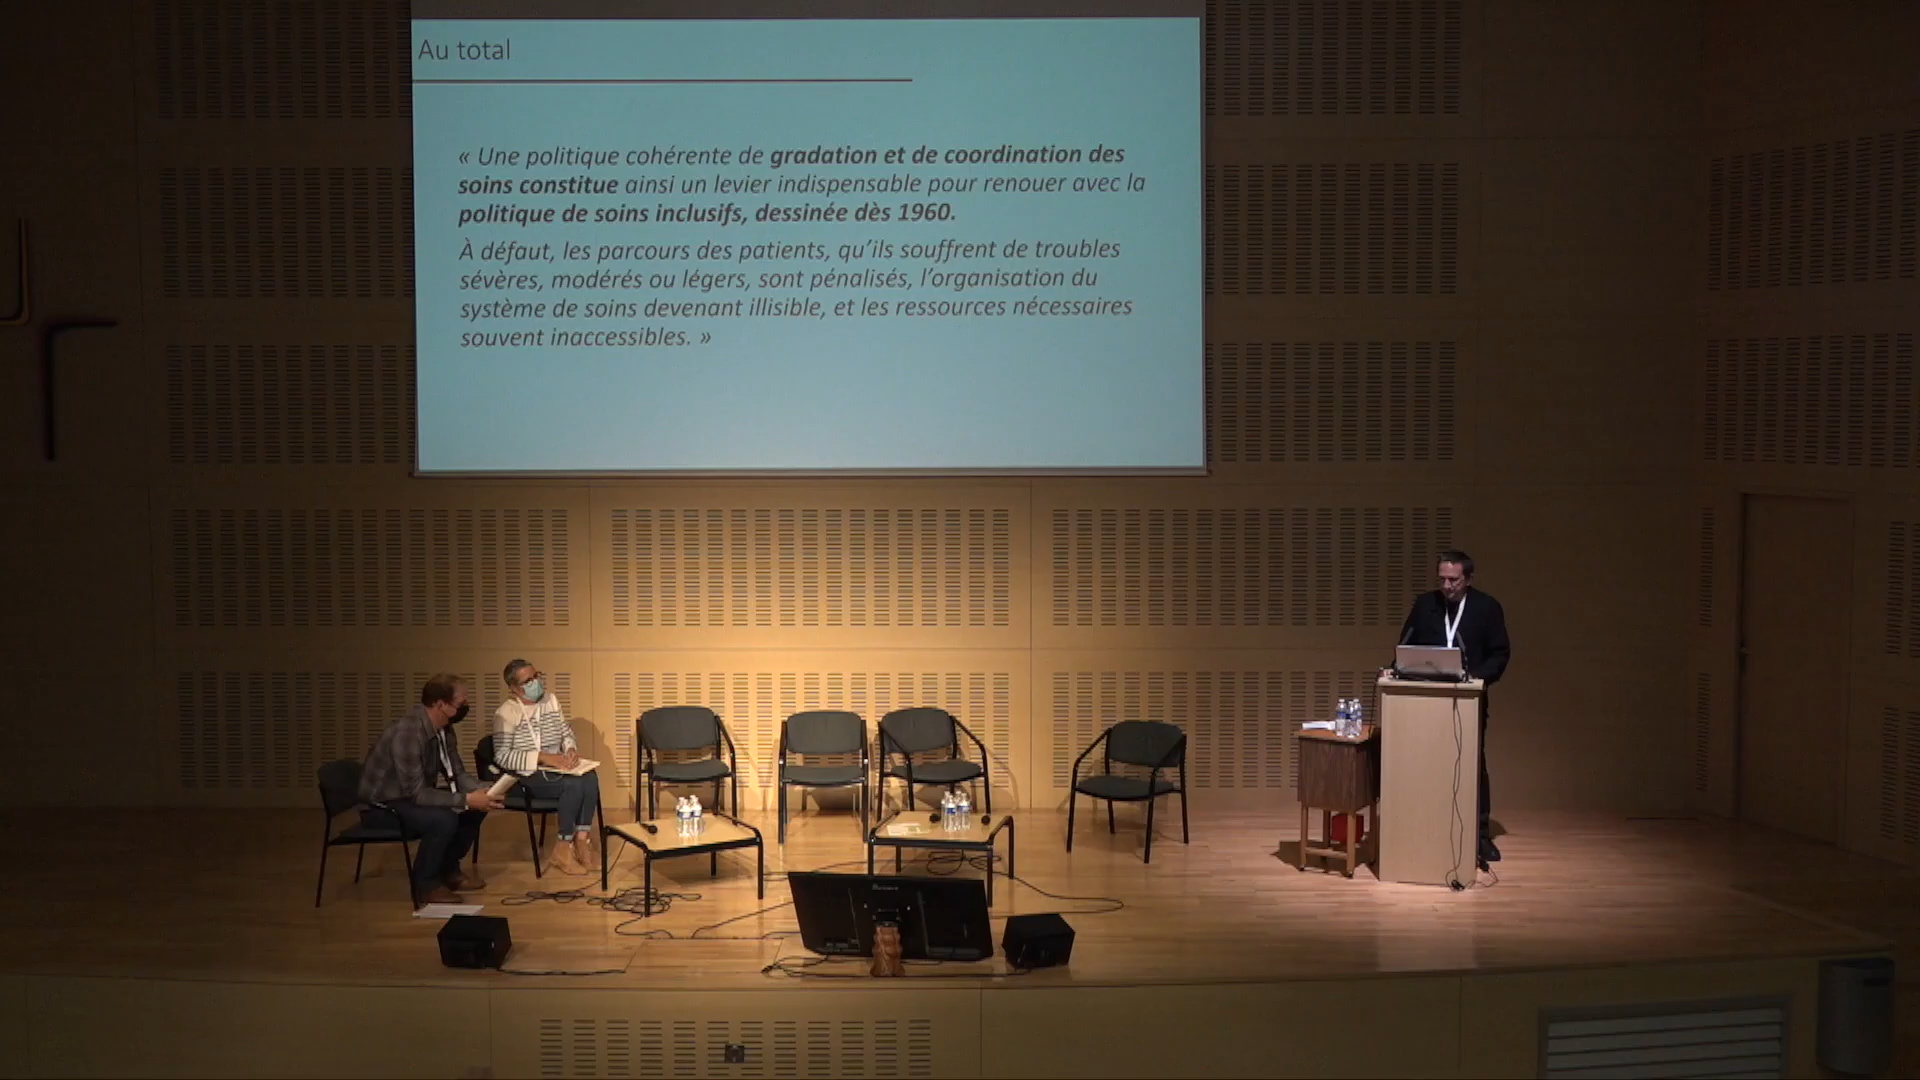 Au total
« Une politique cohérente de gradation et de coordination des
soins constitue ainsi un levier indispensable pour renouer avec la
politique de soins inclusifs, dessinée dès 1960.
À défaut, les parcours des patients, qu’ils souffrent de troubles
sévères, modérés ou légers, sont pénalisés, l’organisation du
système de soins devenant illisible, et les ressources nécessaires
souvent inaccessibles. »